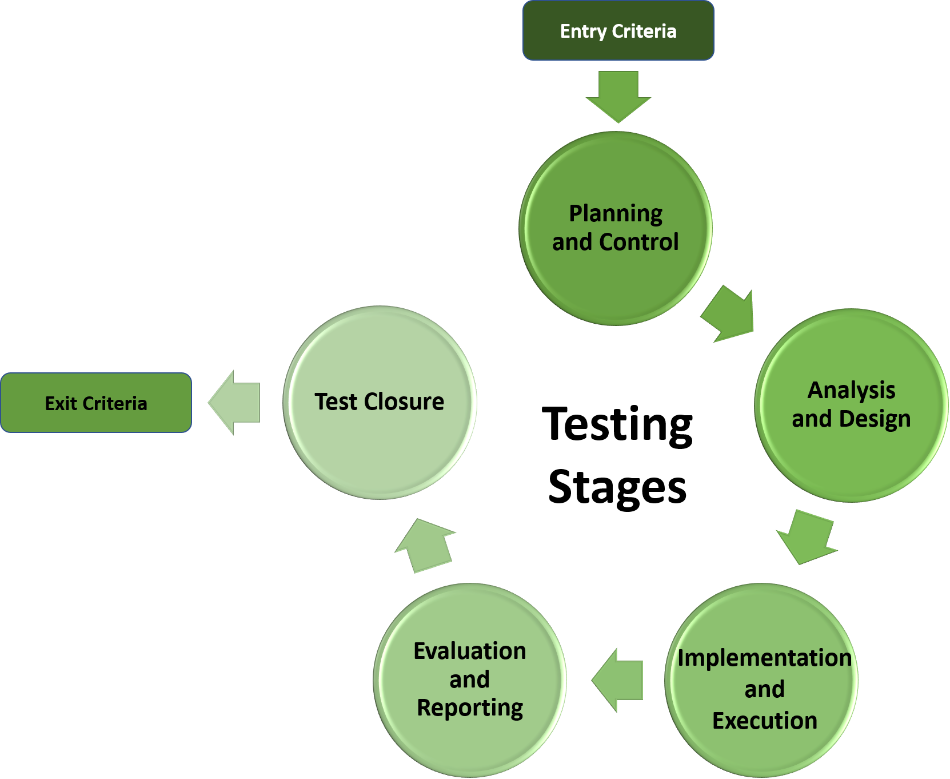 Entry Criteria
Planning
and Control
Analysis
and Design
Implementation
and
Execution
Evaluation
and
Reporting
Test Closure
Exit Criteria
Testing
Stages